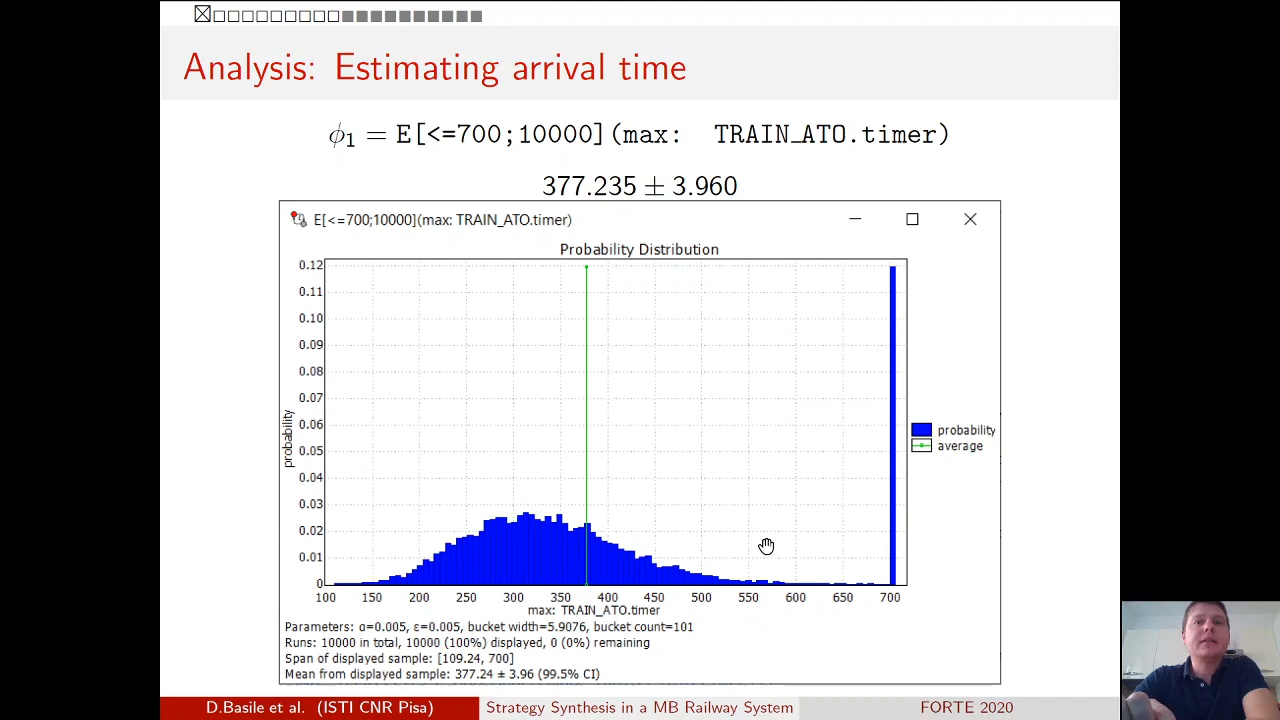 Analysis: Estimating arrival time
ϕ₁ = E[<=700;10000](max: TRAIN_ATO.timer)
377.235 ± 3.960
E[<=700;10000](max: TRAIN_ATO.timer)
Probability Distribution
0.12
0.11
0.10
0.09
0.08
0.07
0.06
0.05
0.04
0.03
0.02
0.01
0
probability
100 150 200 250 300 350 400 450 500 550 600 650 700
max: TRAIN_ATO.timer
probability
average
Parameters: α=0.005, ε=0.005, bucket width=5.9076, bucket count=101
Runs: 10000 in total, 10000 (100%) displayed, 0 (0%) remaining
Span of displayed sample: [109.24, 700]
Mean from displayed sample: 377.24 ± 3.96 (99.5% CI)
D.Basile et al. (ISTI CNR Pisa) Strategy Synthesis in a MB Railway System FORTE 2020